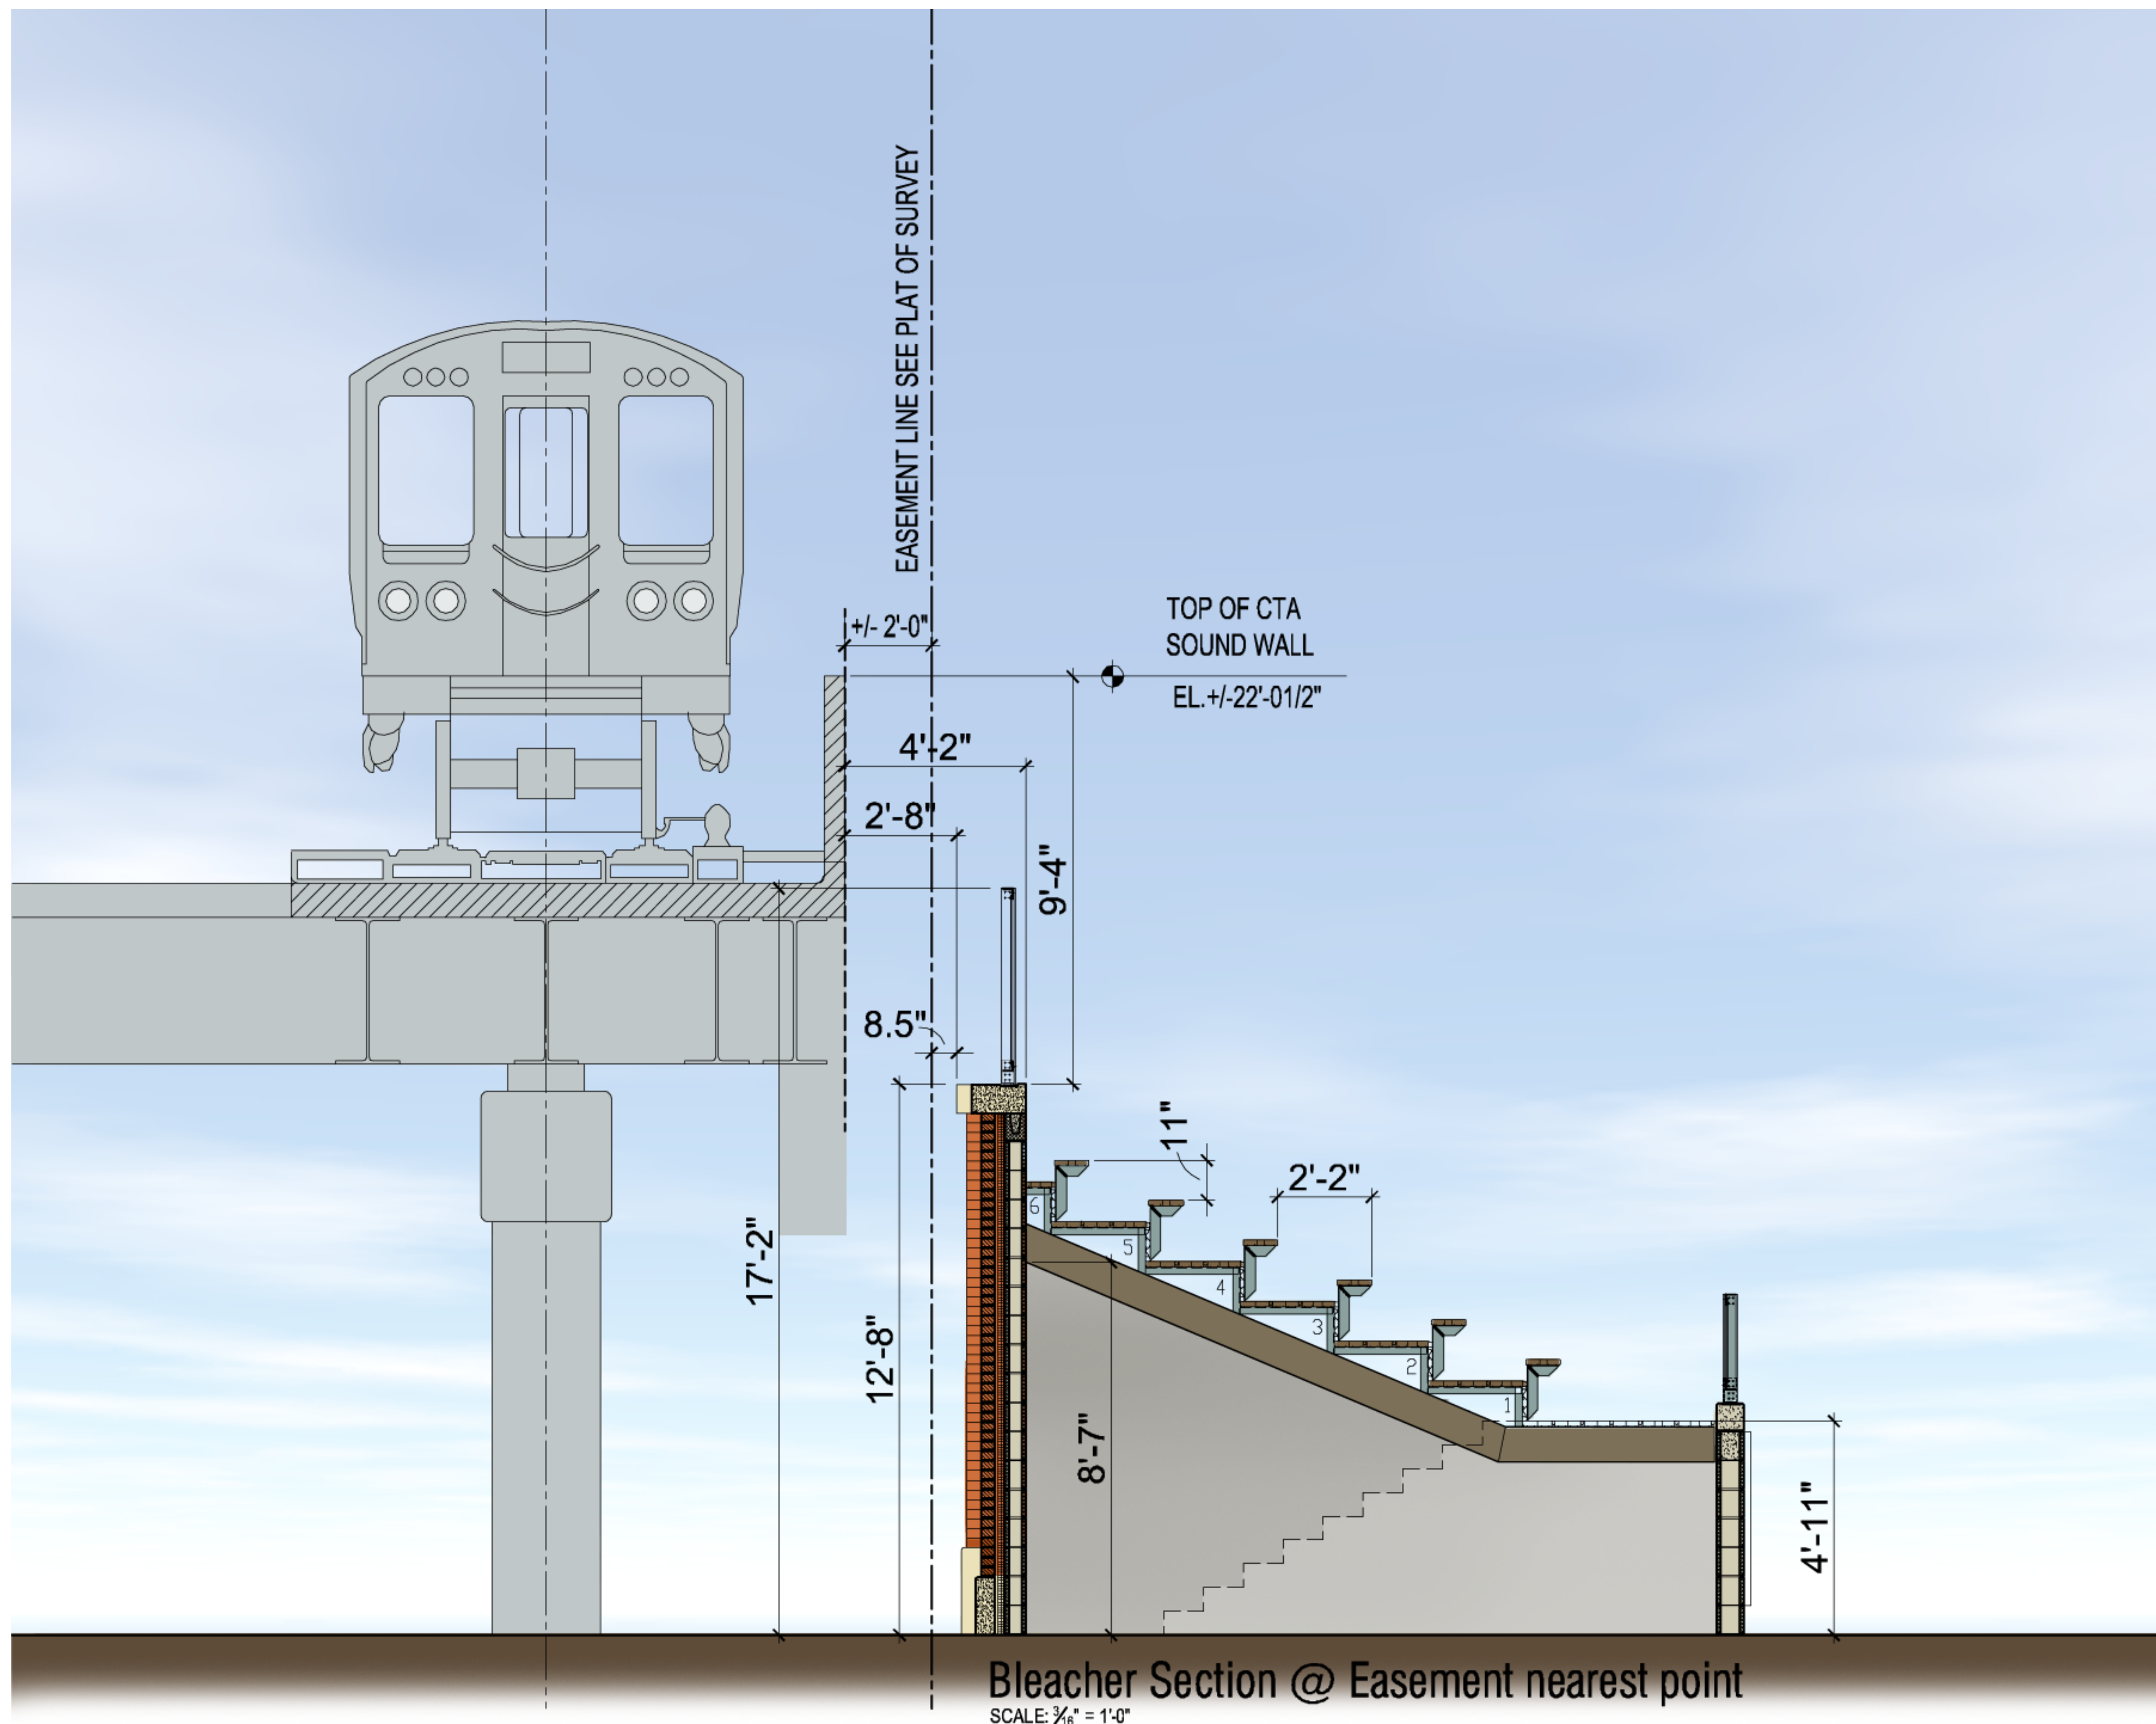 EASEMENT LINE SEE PLAT OF SURVEY
+/- 2'-0"
TOP OF CTA
SOUND WALL
EL.+/-22'-01/2"
4'-2"
2'-8"
9'-4"
8.5"
11"
2'-2"
17'-2"
12'-8"
8'-7"
4'-11"
6
5
4
3
2
1
Bleacher Section @ Easement nearest point
SCALE: 3/16" = 1'-0"